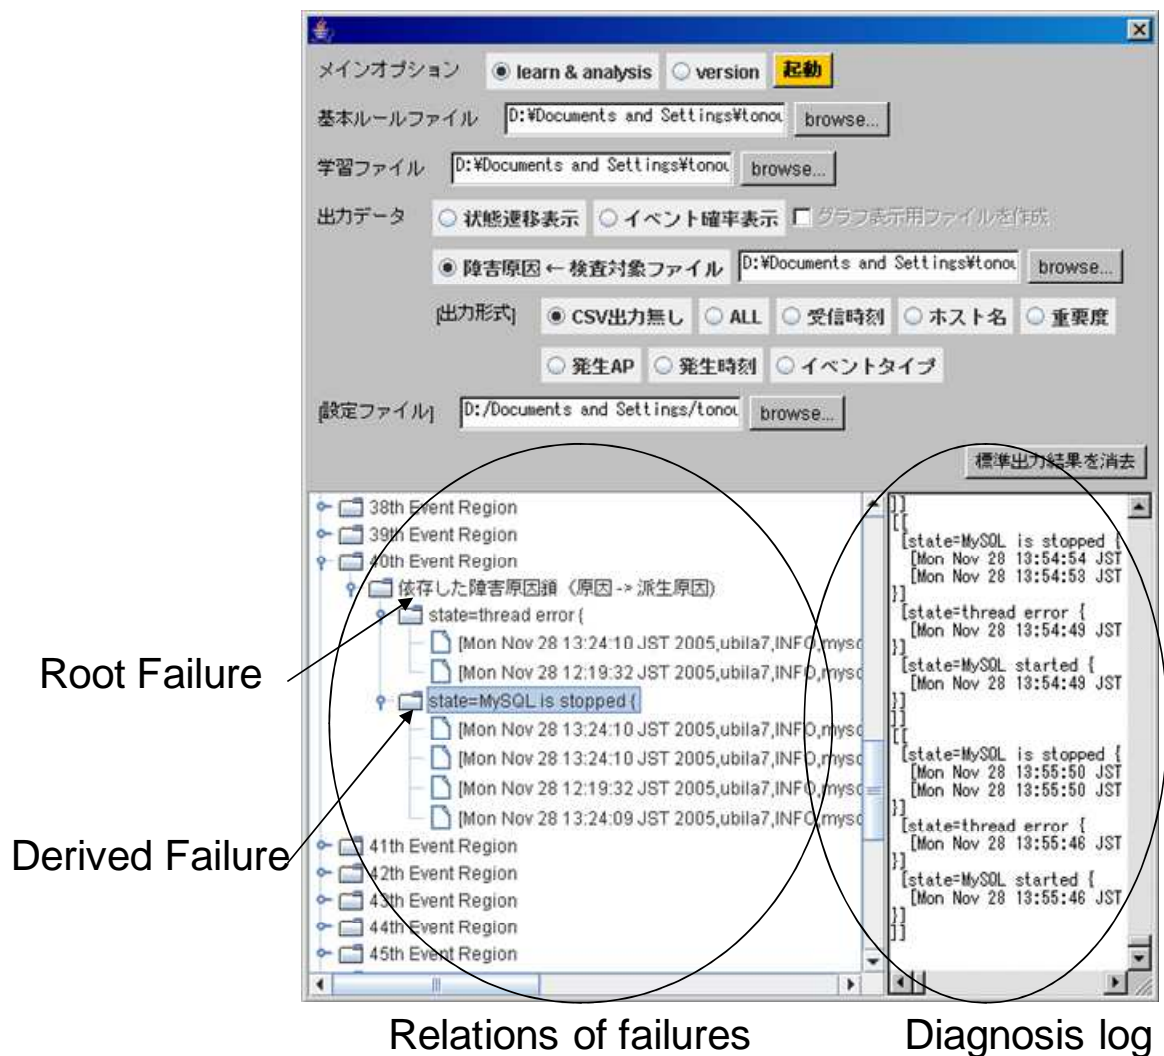 メインオプション learn & analysis version 起動
基本ルールファイル D:¥Documents and Settings¥tonou browse...
学習ファイル D:¥Documents and Settings¥tonou browse...
出力データ 状態遷移表示 イベント確率表示 グラフ表示用ファイルを作成
障害原因 ← 検査対象ファイル D:¥Documents and Settings¥tonou browse...
[出力形式] CSV出力無し ALL 受信時刻 ホスト名 重要度
発生AP 発生時刻 イベントタイプ
[設定ファイル] D:/Documents and Settings/tonou browse...
標準出力結果を消去
38th Event Region
39th Event Region
40th Event Region
依存した障害原因鎖（原因 -> 派生原因)
state=thread error {
[Mon Nov 28 13:24:10 JST 2005,ubila7,INFO,mysq
[Mon Nov 28 12:19:32 JST 2005,ubila7,INFO,mysq
state=MySQL is stopped {
[Mon Nov 28 13:24:10 JST 2005,ubila7,INFO,mysq
[Mon Nov 28 13:24:10 JST 2005,ubila7,INFO,mysq
[Mon Nov 28 12:19:32 JST 2005,ubila7,INFO,mysq
[Mon Nov 28 13:24:09 JST 2005,ubila7,INFO,mysq
41th Event Region
42th Event Region
43th Event Region
44th Event Region
45th Event Region
]]
[[
[state=MySQL is stopped {
[Mon Nov 28 13:54:54 JST
[Mon Nov 28 13:54:53 JST
}]
[state=thread error {
[Mon Nov 28 13:54:49 JST
}]
[state=MySQL started {
[Mon Nov 28 13:54:49 JST
}]
]]
[[
[state=MySQL is stopped {
[Mon Nov 28 13:55:50 JST
[Mon Nov 28 13:55:50 JST
}]
[state=thread error {
[Mon Nov 28 13:55:46 JST
}]
[state=MySQL started {
[Mon Nov 28 13:55:46 JST
}]
]]
Root Failure
Derived Failure
Relations of failures
Diagnosis log